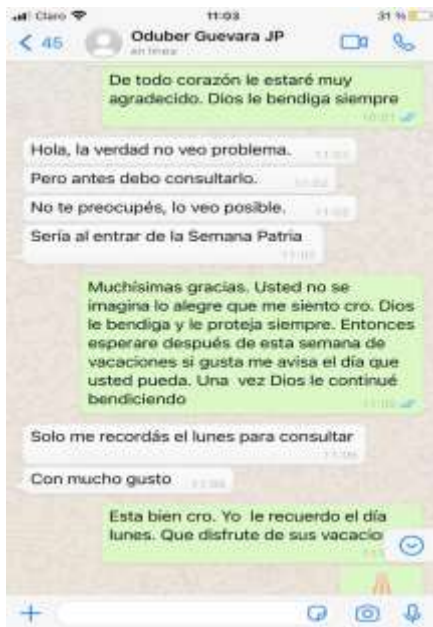 Claro
11:03
31 %
45
Oduber Guevara JP
en línea
De todo corazón le estaré muy
agradecido. Dios le bendiga siempre
Hola, la verdad no veo problema.
Pero antes debo consultarlo.
No te preocupés, lo veo posible.
Sería al entrar de la Semana Patria
Muchísimas gracias. Usted no se
imagina lo alegre que me siento cro. Dios
le bendiga y le proteja siempre. Entonces
esperare después de esta semana de
vacaciones si gusta me avisa el día que
usted pueda. Una vez Dios le continué
bendiciendo
Solo me recordás el lunes para consultar
Con mucho gusto
Esta bien cro. Yo le recuerdo el día
lunes. Que disfrute de sus vacacio